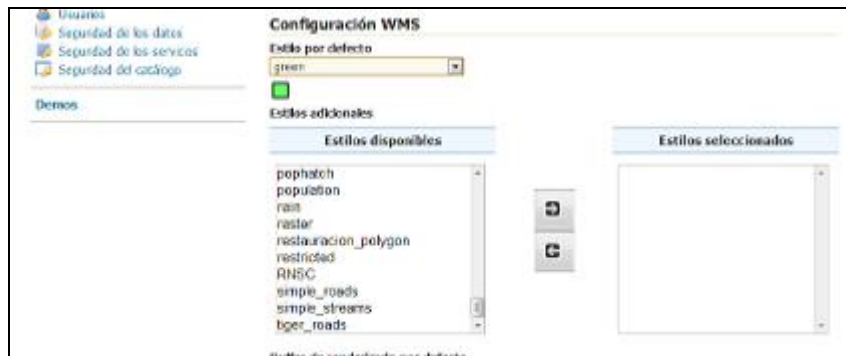 Usuarios
Seguridad de los datos
Seguridad de los servicios
Seguridad del catálogo
Demos
Configuración WMS
Estilo por defecto
green
Estilos adicionales
Estilos disponibles
pophatch
population
rain
raster
restauracion_polygon
restricted
RNSC
simple_roads
simple_streams
tiger_roads
Estilos seleccionados